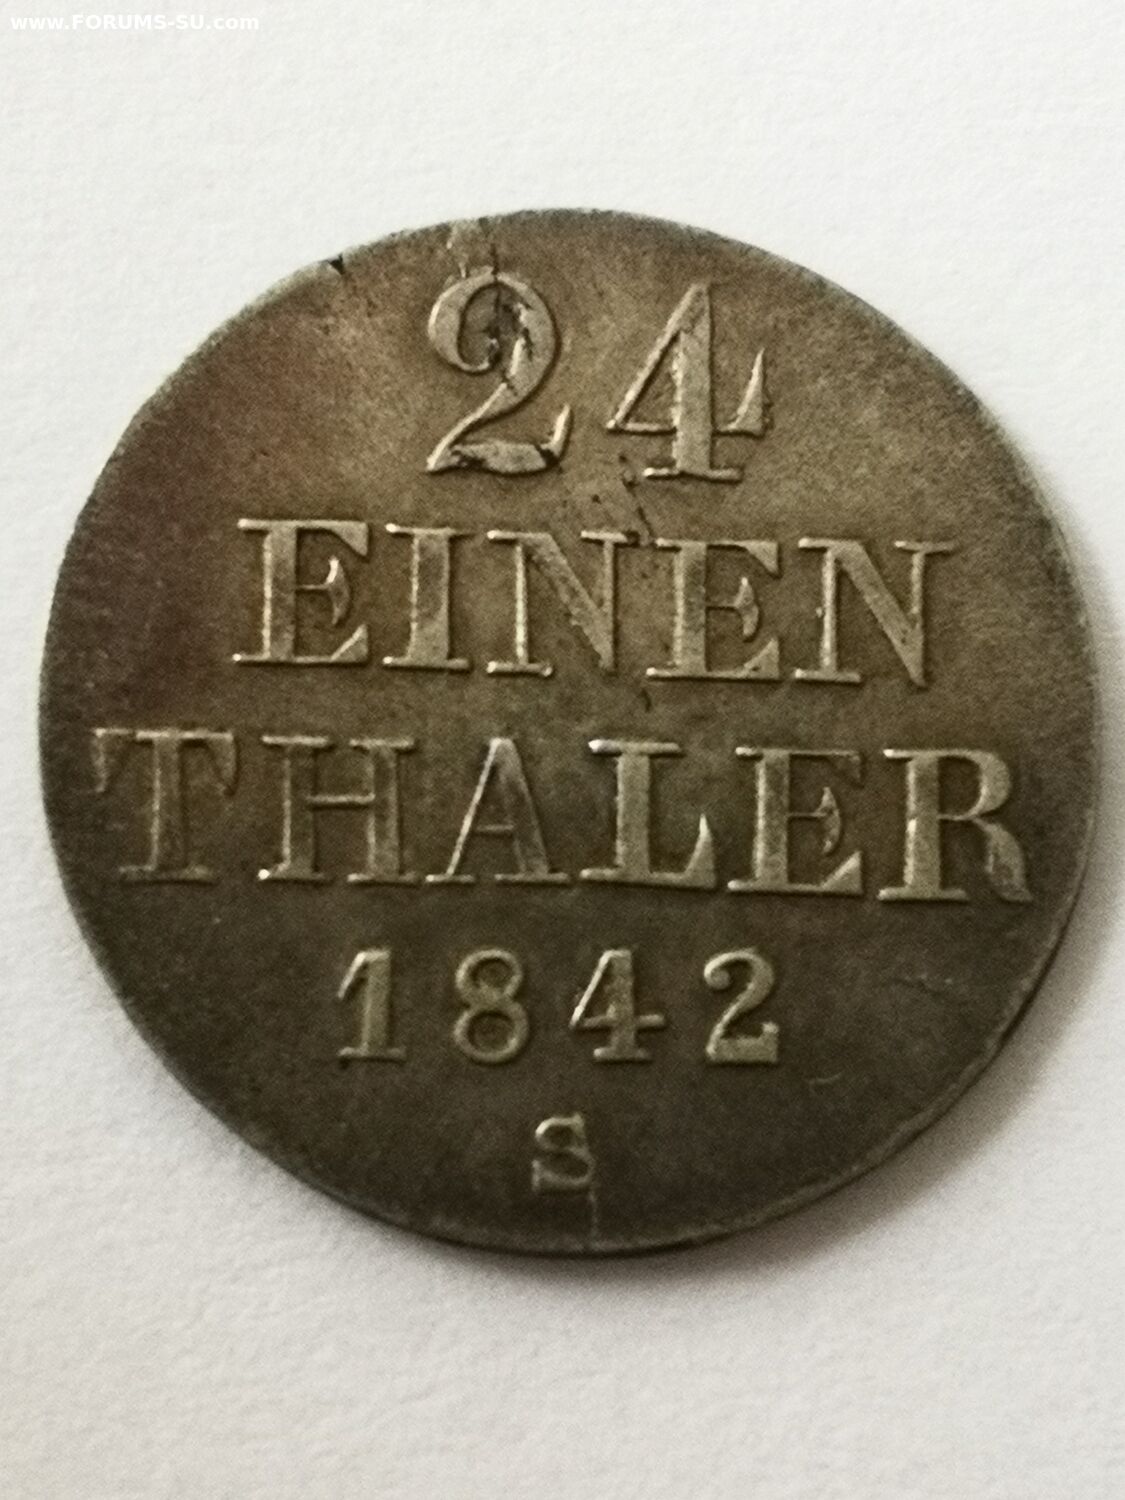 www.FORUMS-SU.com
24
EINEN
THALER
1842
S